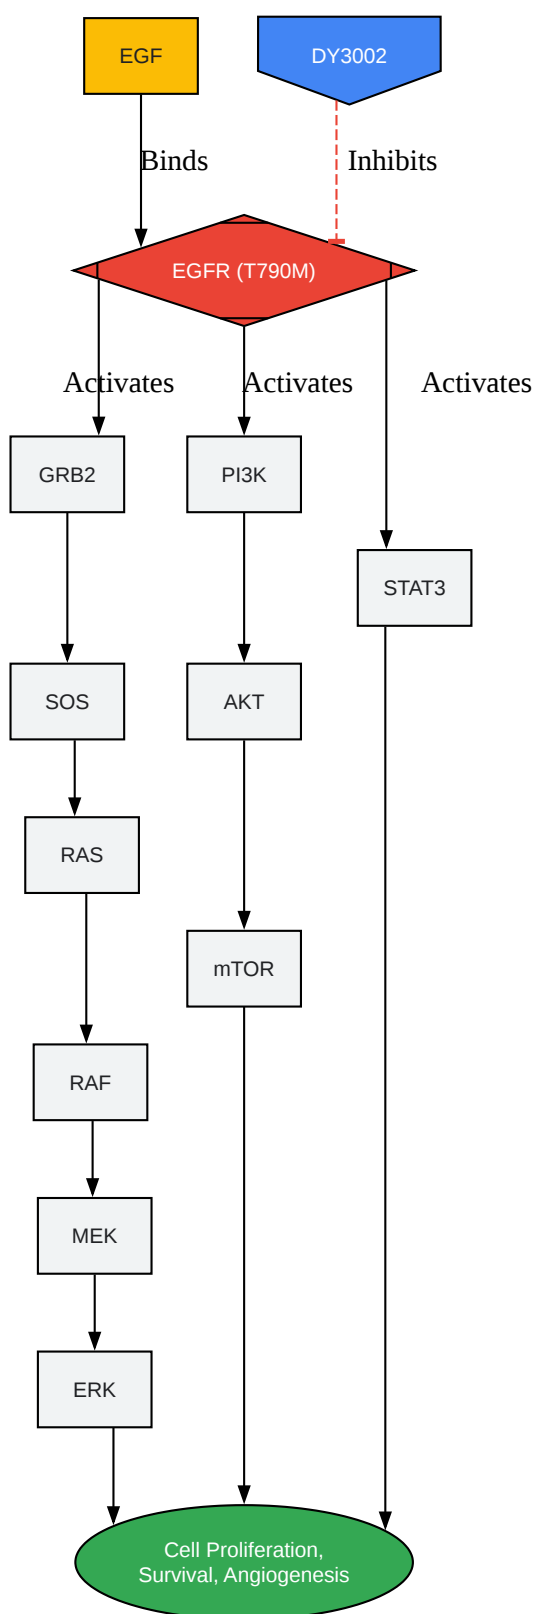 EGF
DY3002
Binds
Inhibits
EGFR (T790M)
Activates
Activates
Activates
GRB2
PI3K
STAT3
SOS
AKT
RAS
mTOR
RAF
MEK
ERK
Cell Proliferation,
Survival, Angiogenesis